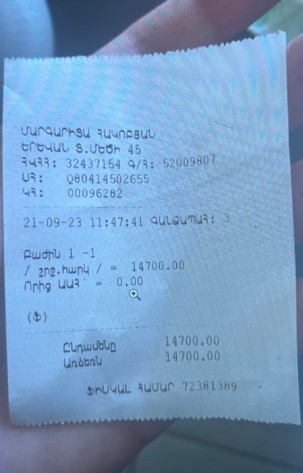 ՄԱՐԳԱՐԻՏԱ ՀԱԿՈԲՅԱՆ
ԵՐԵՎԱՆ Տ.ՄԵԾԻ 45
ՀՎՀՀ: 32437154 Գ/Հ: 52009807
ՍՀ: Q80414502655
ԿՀ: 00096282
21-09-23 11:47:41 ԳԱՆՁԱՊԱՀ: 3
Բաժին 1 -1
/ շրջ.հարկ / = 14700.00
Որից ԱԱՀ = 0.00
(Ֆ)
Ընդամենը 14700.00
Առձեռն 14700.00
ՖԻՍԿԱԼ ՀԱՄԱՐ 72381389